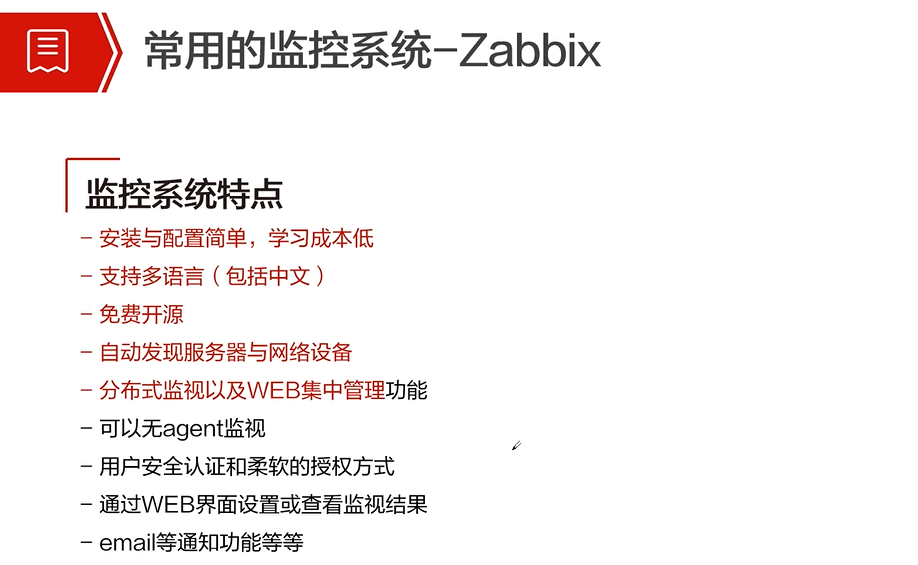 常用的监控系统-Zabbix
监控系统特点
- 安装与配置简单，学习成本低
- 支持多语言（包括中文）
- 免费开源
- 自动发现服务器与网络设备
- 分布式监视以及WEB集中管理功能
- 可以无agent监视
- 用户安全认证和柔软的授权方式
- 通过WEB界面设置或查看监视结果
- email等通知功能等等